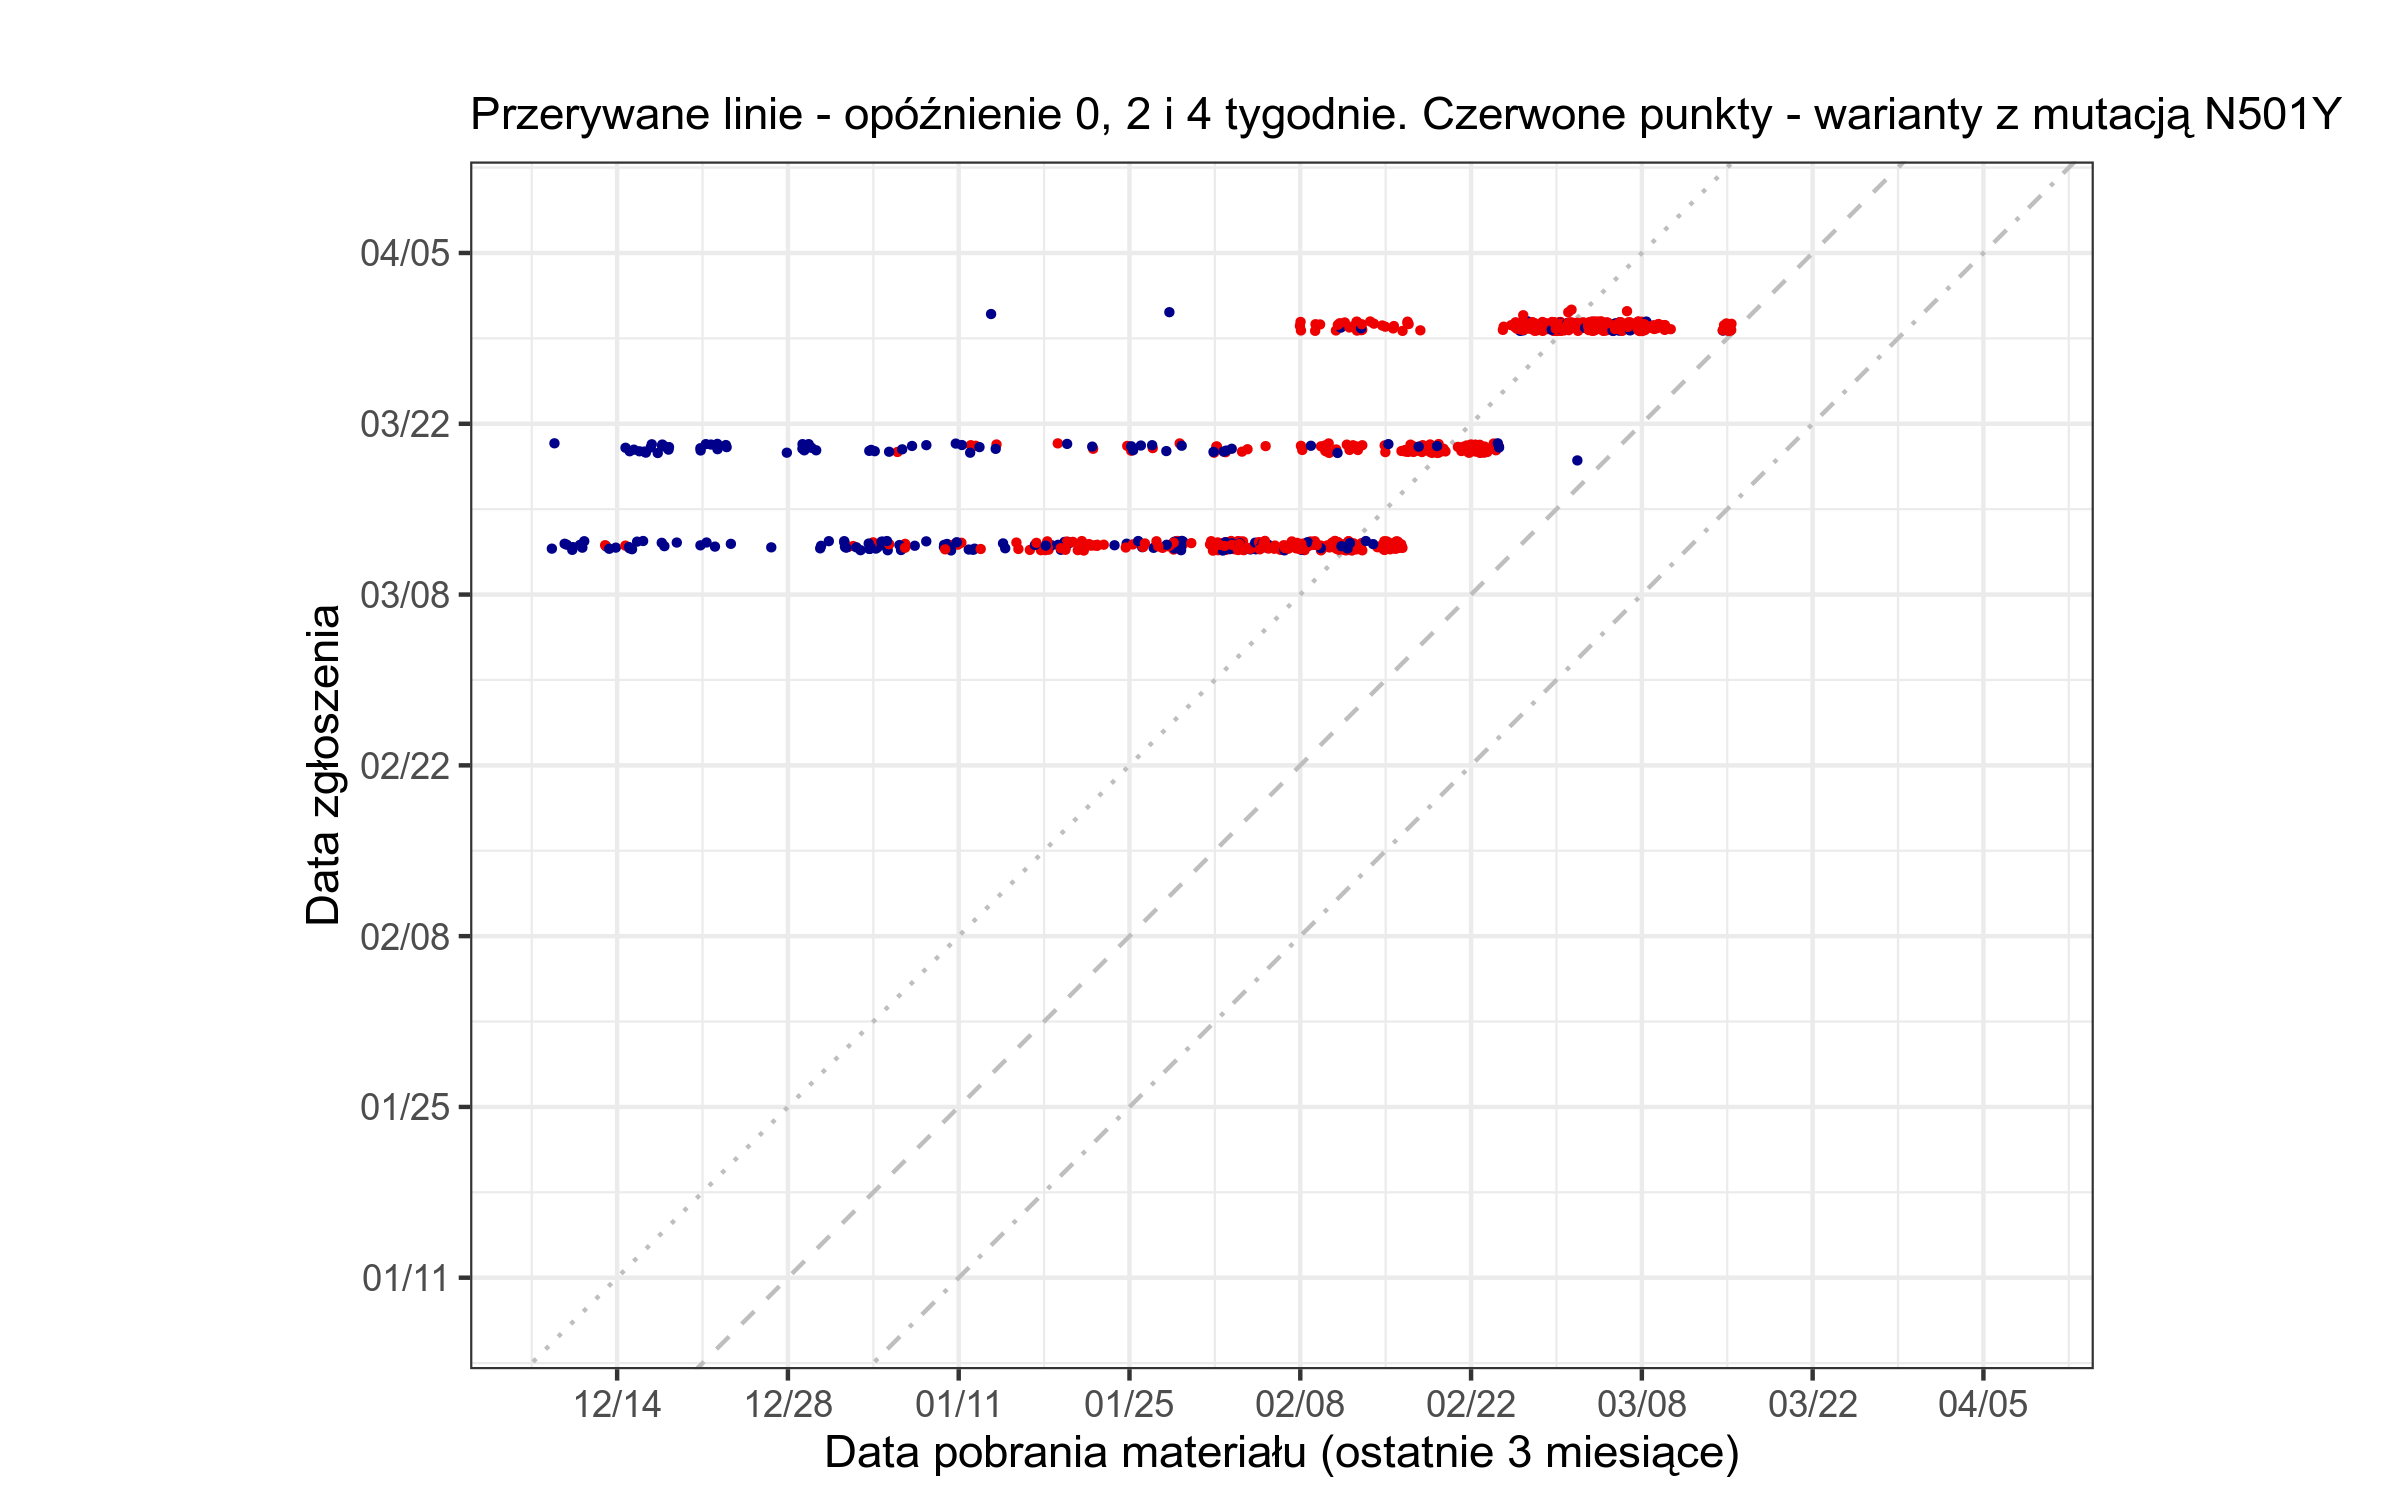 Przerywane linie - opóźnienie 0, 2 i 4 tygodnie. Czerwone punkty - warianty z mutacją N501Y
04/05
03/22
03/08
02/22
02/08
01/25
01/11
Data zgłoszenia
12/14 12/28 01/11 01/25 02/08 02/22 03/08 03/22 04/05
Data pobrania materiału (ostatnie 3 miesiące)